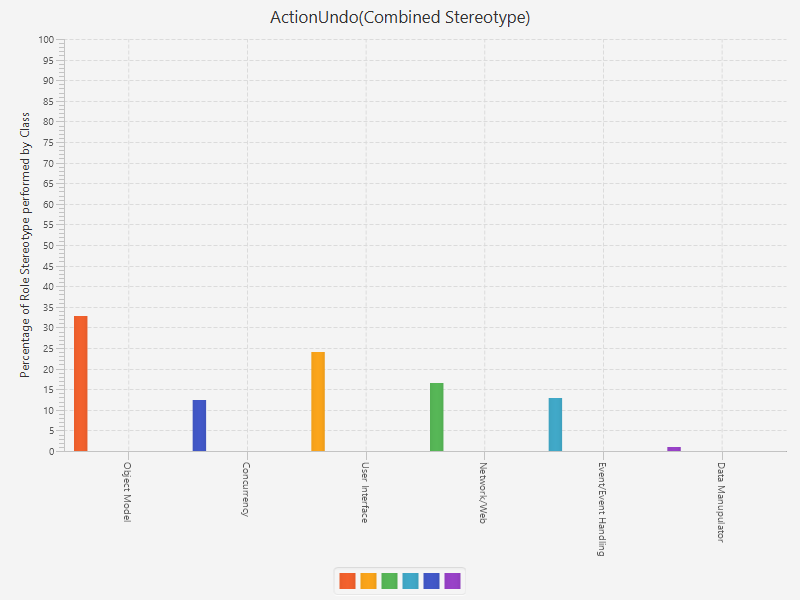 ActionUndo(Combined Stereotype)
Percentage of Role Stereotype performed by Class
100
95
90
85
80
75
70
65
60
55
50
45
40
35
30
25
20
15
10
5
0
Object Model
Concurrency
User Interface
Network/Web
Event/Event Handling
Data Manupulator